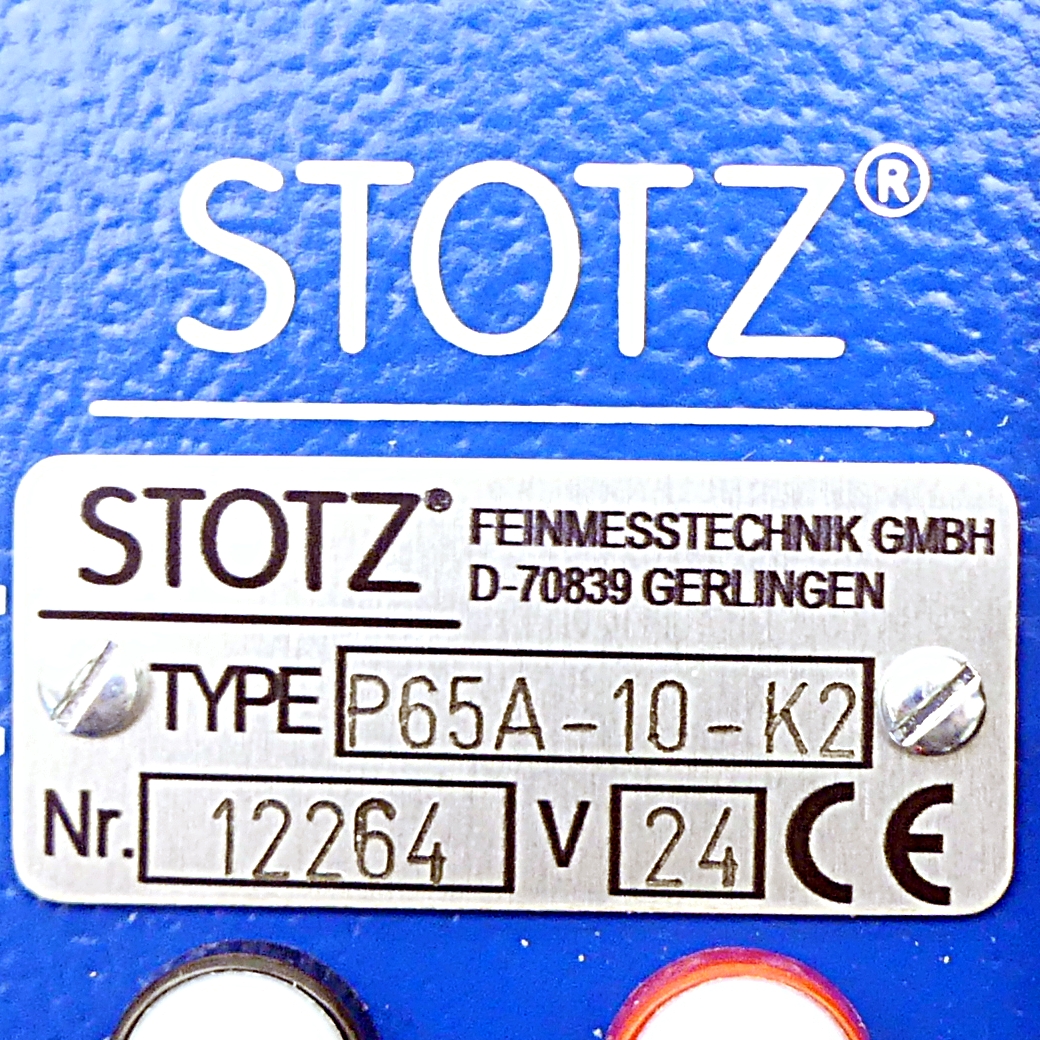 STOTZ®
STOTZ® FEINMESSTECHNIK GMBH
D-70839 GERLINGEN
TYPE P65A-10-K2
Nr. 12264 V 24 CE